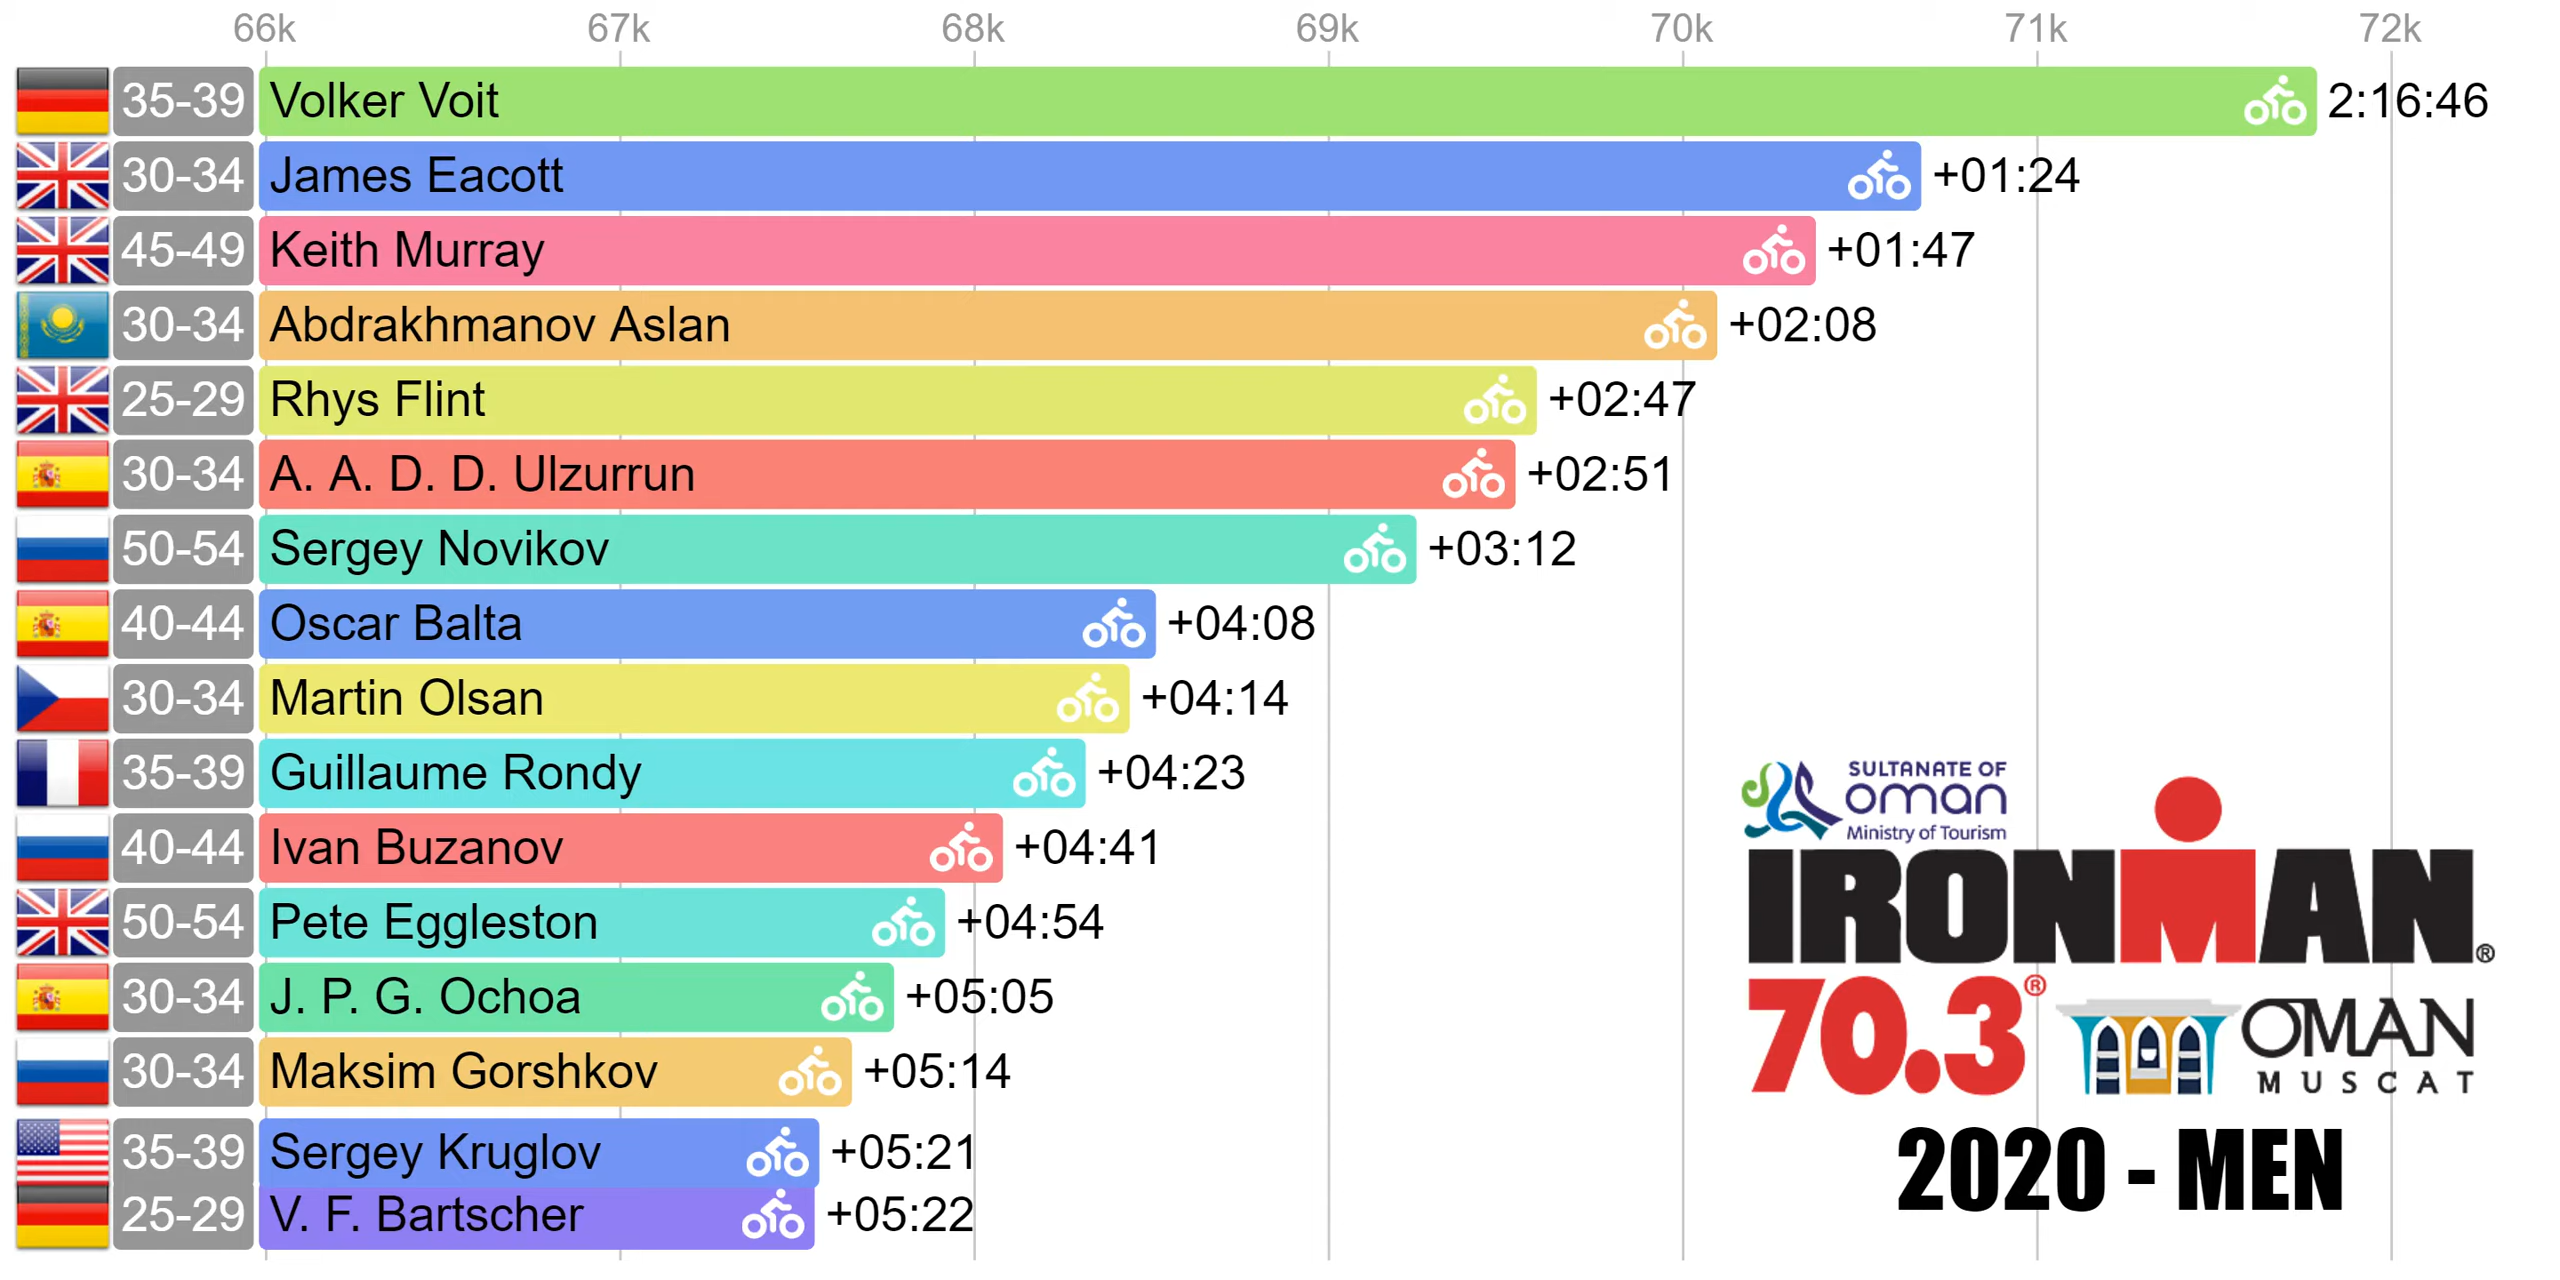 66k 67k 68k 69k 70k 71k 72k
35-39 Volker Voit 2:16:46
30-34 James Eacott +01:24
45-49 Keith Murray +01:47
30-34 Abdrakhmanov Aslan +02:08
25-29 Rhys Flint +02:47
30-34 A. A. D. D. Ulzurrun +02:51
50-54 Sergey Novikov +03:12
40-44 Oscar Balta +04:08
30-34 Martin Olsan +04:14
35-39 Guillaume Rondy +04:23
40-44 Ivan Buzanov +04:41
50-54 Pete Eggleston +04:54
30-34 J. P. G. Ochoa +05:05
30-34 Maksim Gorshkov +05:14
35-39 Sergey Kruglov +05:21
25-29 V. F. Bartscher +05:22
SULTANATE OF
oman
Ministry of Tourism
IRONMAN®
70.3®
OMAN
MUSCAT
2020 - MEN